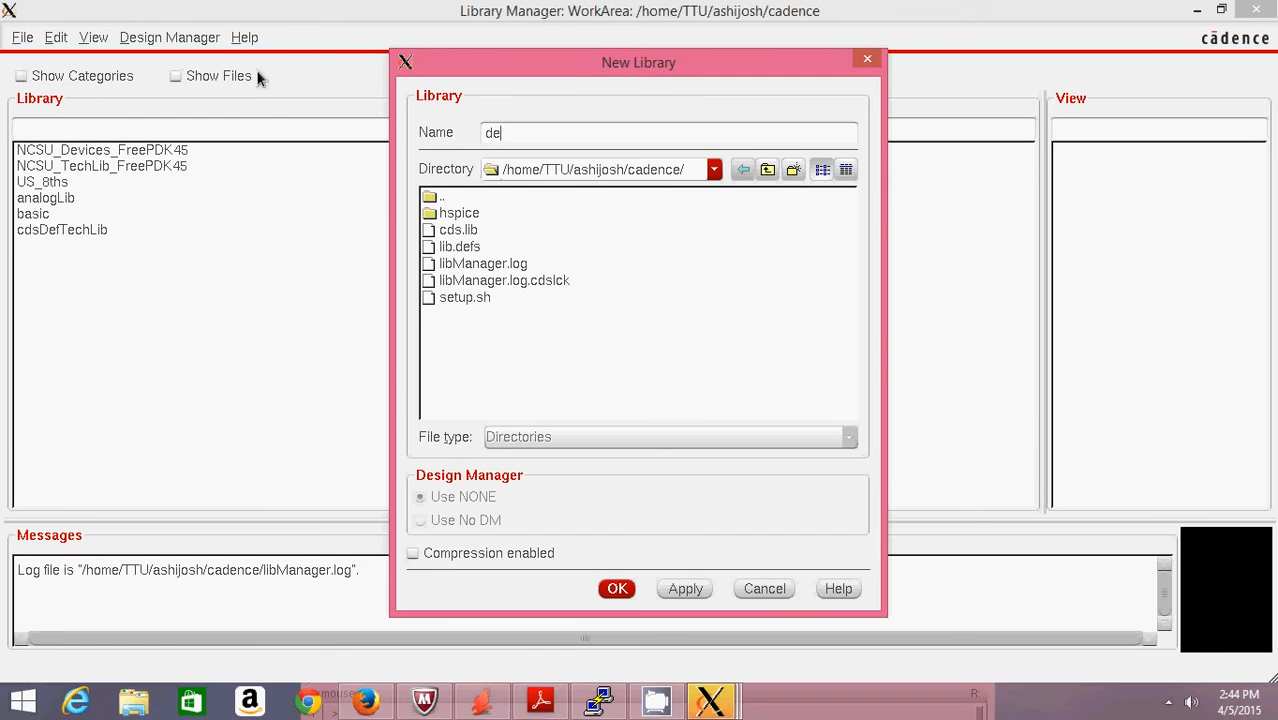 Library Manager: WorkArea: /home/TTU/ashijosh/cadence
File Edit View Design Manager Help
cādence
Show Categories Show Files
Library
NCSU_Devices_FreePDK45
NCSU_TechLib_FreePDK45
US_8ths
analogLib
basic
cdsDefTechLib
View
New Library
Library
Name de
Directory /home/TTU/ashijosh/cadence/
..
hspice
cds.lib
lib.defs
libManager.log
libManager.log.cdslck
setup.sh
File type: Directories
Design Manager
Use NONE
Use No DM
Compression enabled
OK Apply Cancel Help
Messages
Log file is "/home/TTU/ashijosh/cadence/libManager.log".
mouse
R:
>
2:44 PM
4/5/2015